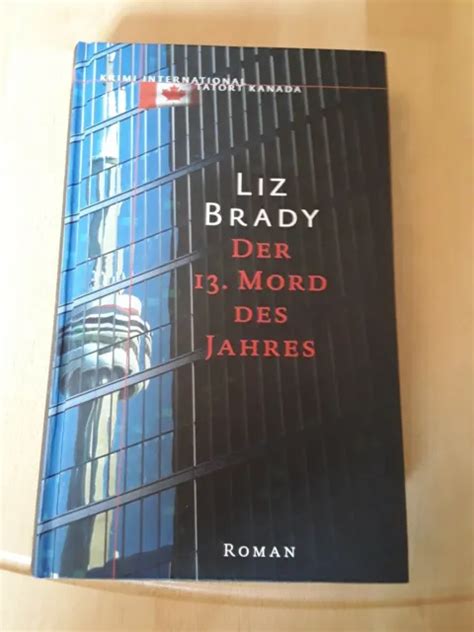 KRIMI INTERNATIONAL
TATORT KANADA
LIZ
BRADY
DER
13. MORD
DES
JAHRES
ROMAN